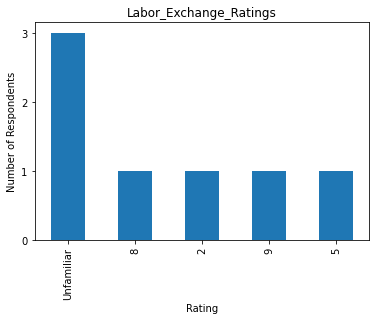 Labor_Exchange_Ratings
Number of Respondents
3
2
1
0
Unfamiliar
8
2
9
5
Rating